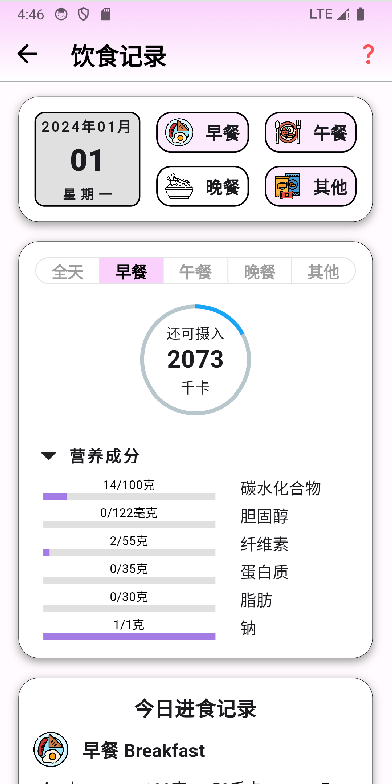 4:46 LTE
饮食记录 ?
2024年01月
01
星期一
早餐 午餐
晚餐 其他
全天 早餐 午餐 晚餐 其他
还可摄入
2073
千卡
营养成分
14/100克 碳水化合物
0/122毫克 胆固醇
2/55克 纤维素
0/35克 蛋白质
0/30克 脂肪
1/1克 钠
今日进食记录
早餐 Breakfast